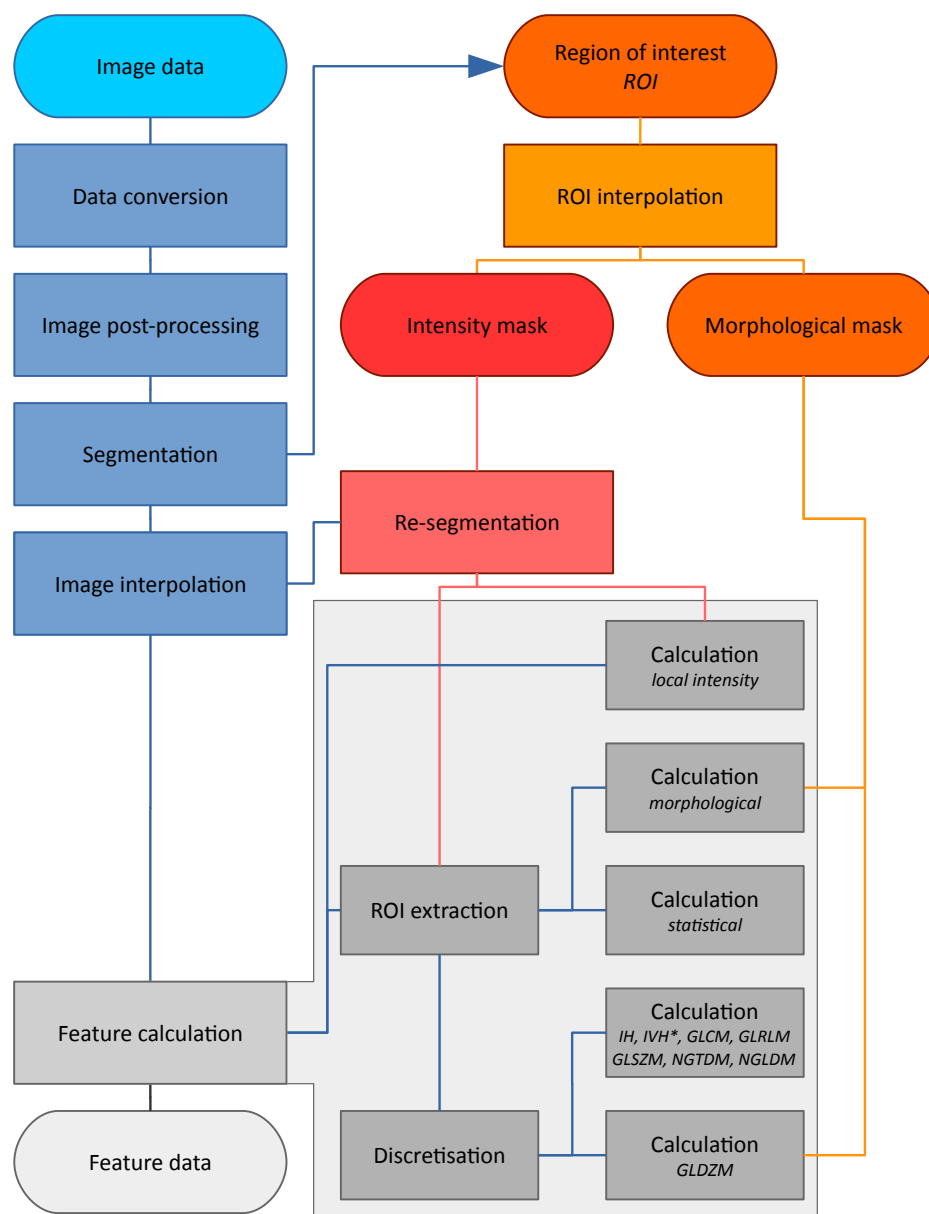 Image data
Region of interest
ROI
Data conversion
ROI interpolation
Image post-processing
Intensity mask
Morphological mask
Segmentation
Re-segmentation
Image interpolation
Calculation
local intensity
Calculation
morphological
ROI extraction
Calculation
statistical
Feature calculation
Calculation
IH, IVH*, GLCM, GLRLM
GLSZM, NGTDM, NGLDM
Feature data
Discretisation
Calculation
GLDZM